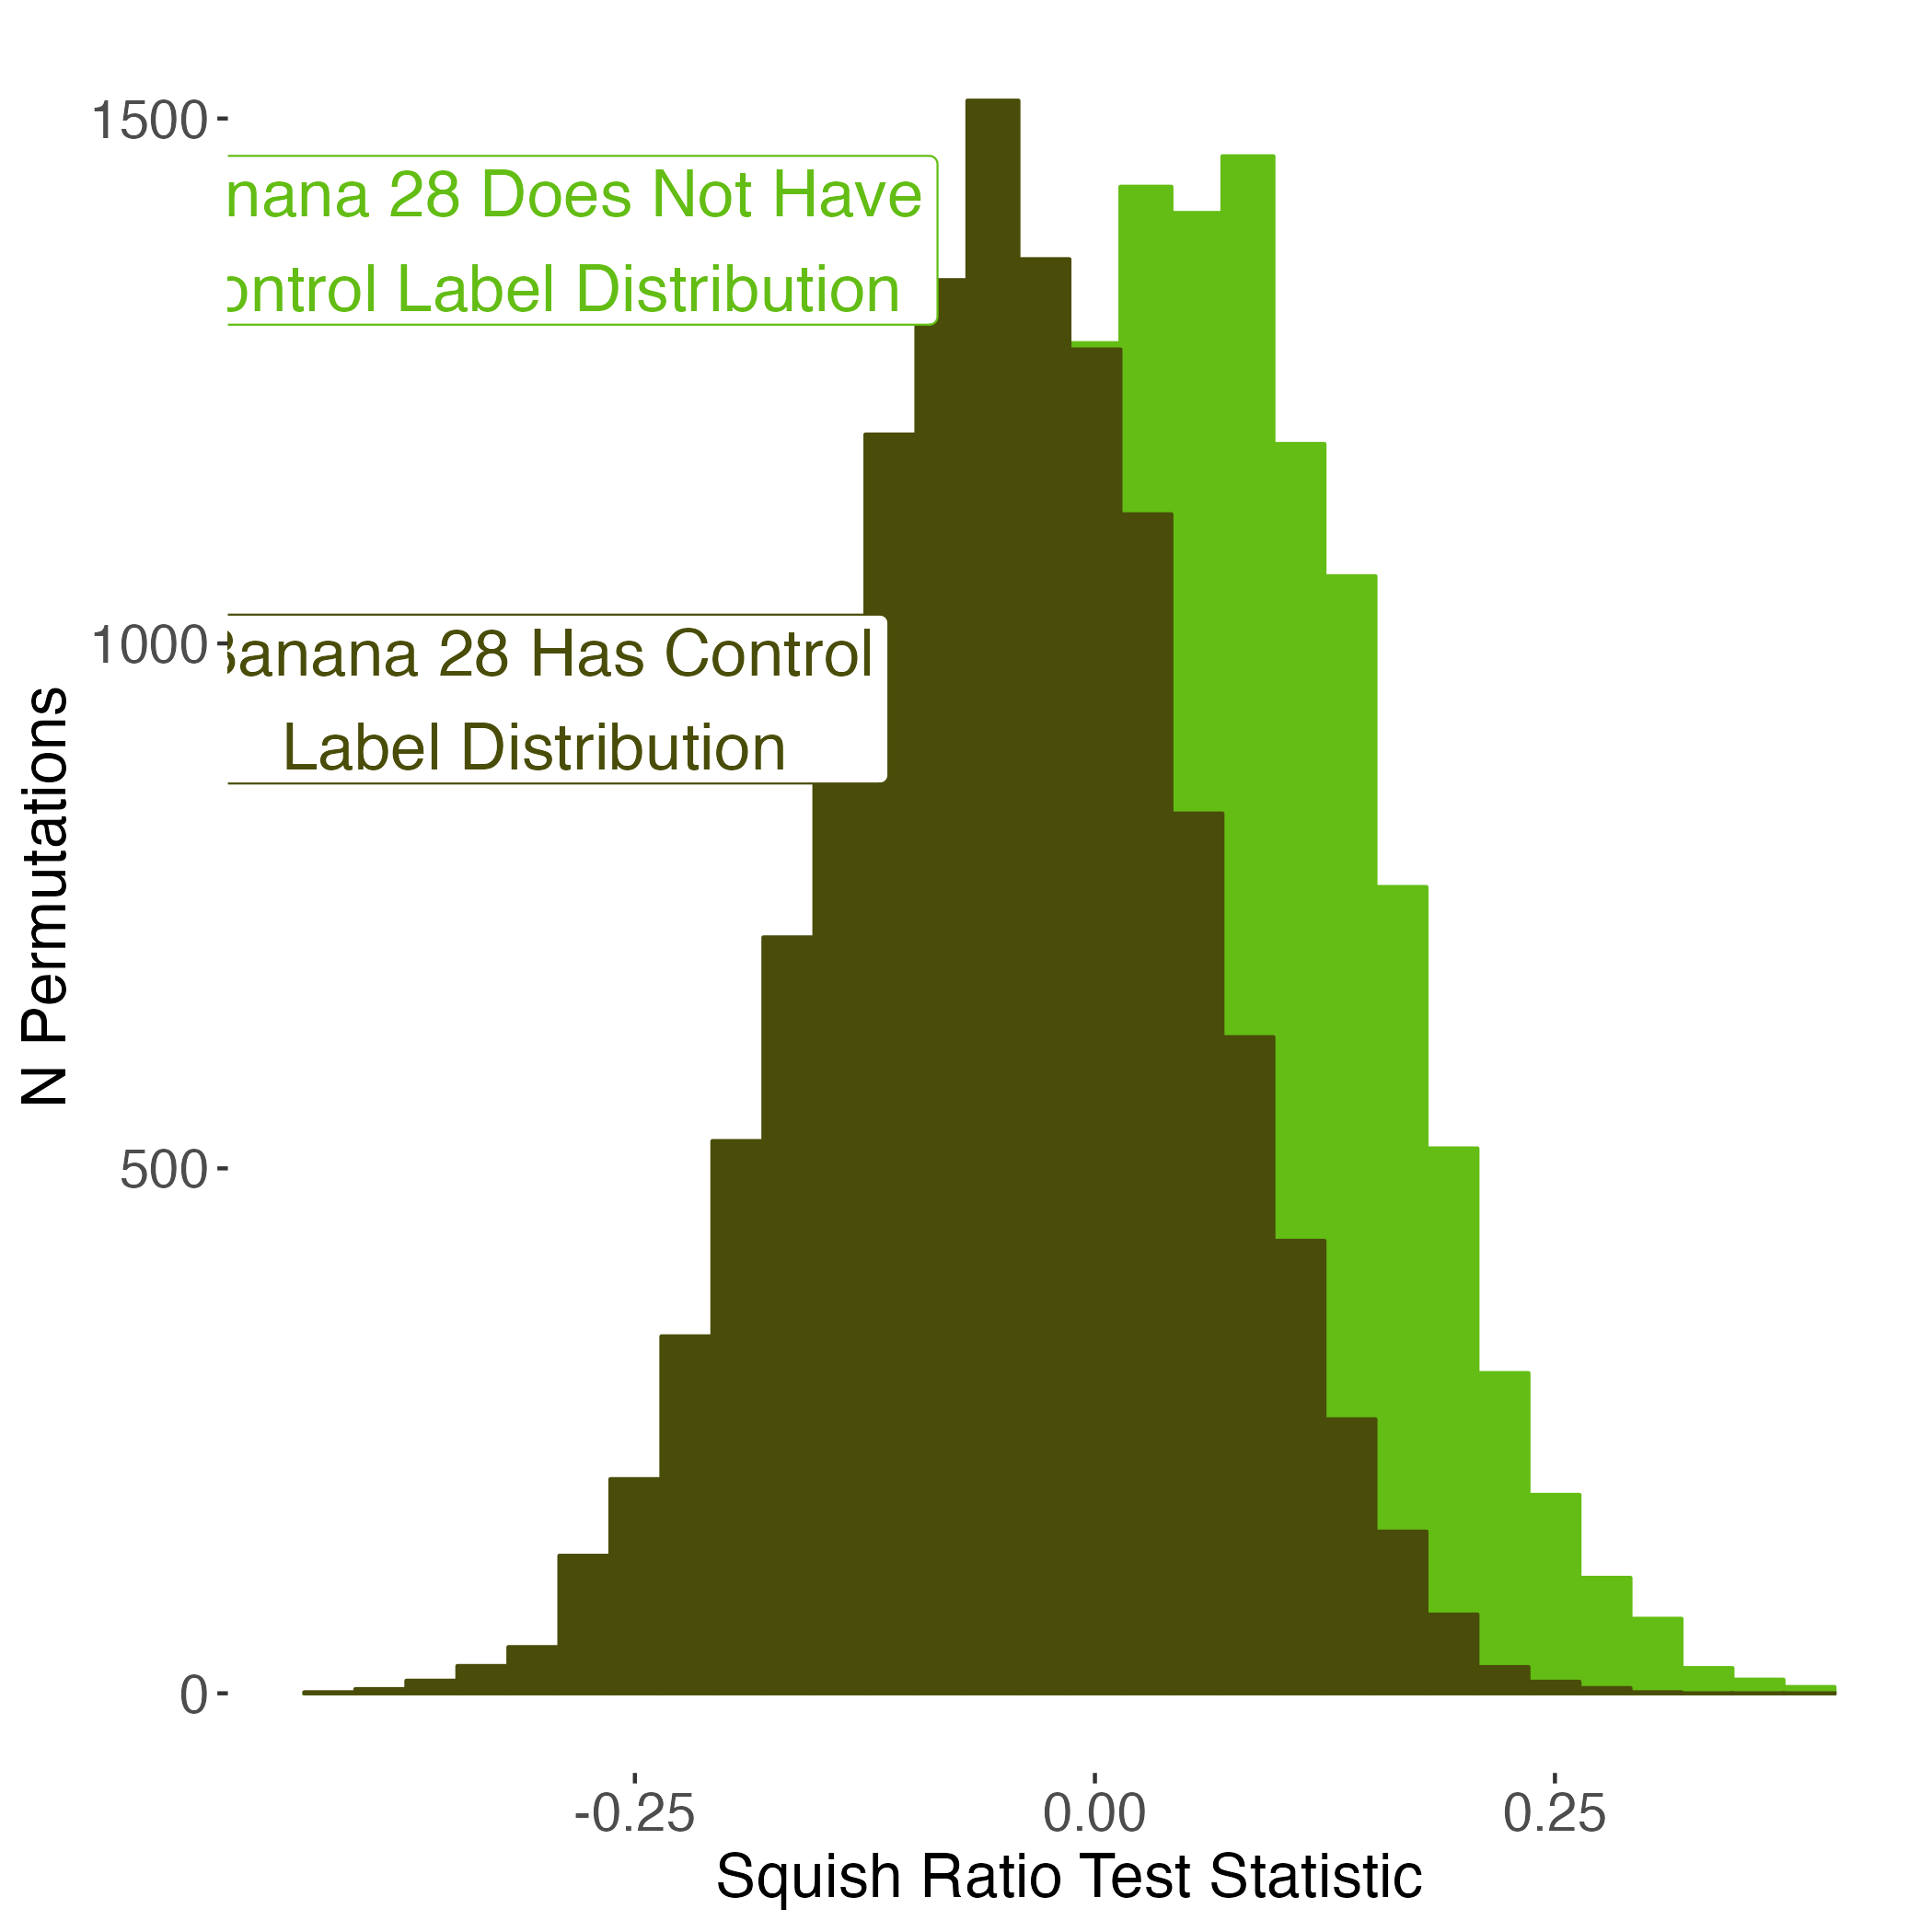 1500
nana 28 Does Not Have
ontrol Label Distribution
1000
anana 28 Has Control
Label Distribution
500
0
N Permutations
-0.25 0.00 0.25
Squish Ratio Test Statistic